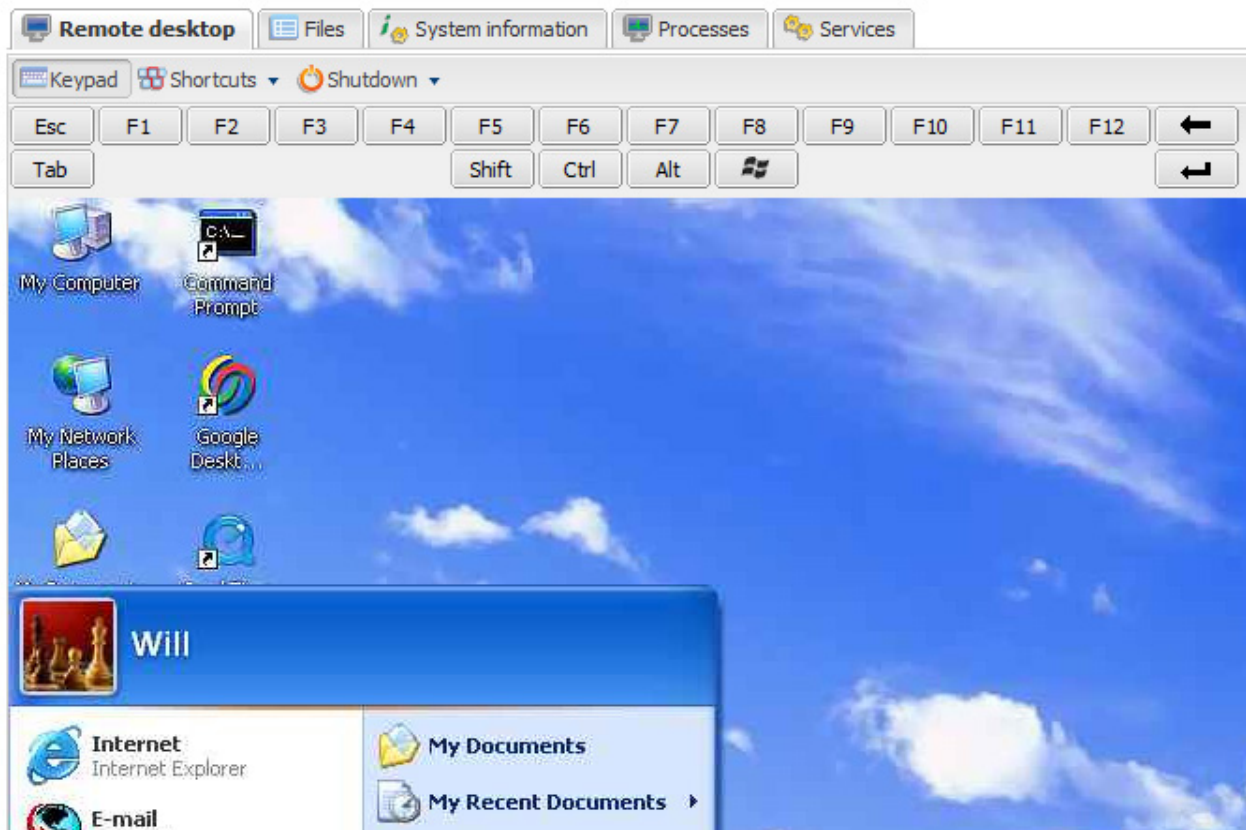 Remote desktop Files System information Processes Services
Keypad Shortcuts Shutdown
Esc F1 F2 F3 F4 F5 F6 F7 F8 F9 F10 F11 F12
Tab Shift Ctrl Alt
C:\_
My Computer
Command
Prompt
My Network
Places
Google
Deskt...
Will
Internet
Internet Explorer
E-mail
My Documents
My Recent Documents